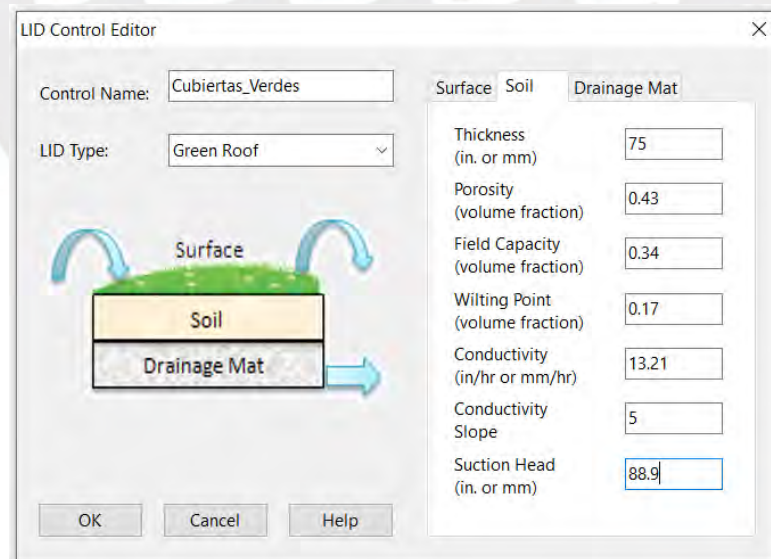 LID Control Editor
Control Name: Cubiertas_Verdes
LID Type: Green Roof
Surface
Soil
Drainage Mat
OK Cancel Help
Surface Soil Drainage Mat
Thickness
(in. or mm) 75
Porosity
(volume fraction) 0.43
Field Capacity
(volume fraction) 0.34
Wilting Point
(volume fraction) 0.17
Conductivity
(in/hr or mm/hr) 13.21
Conductivity
Slope 5
Suction Head
(in. or mm) 88.9